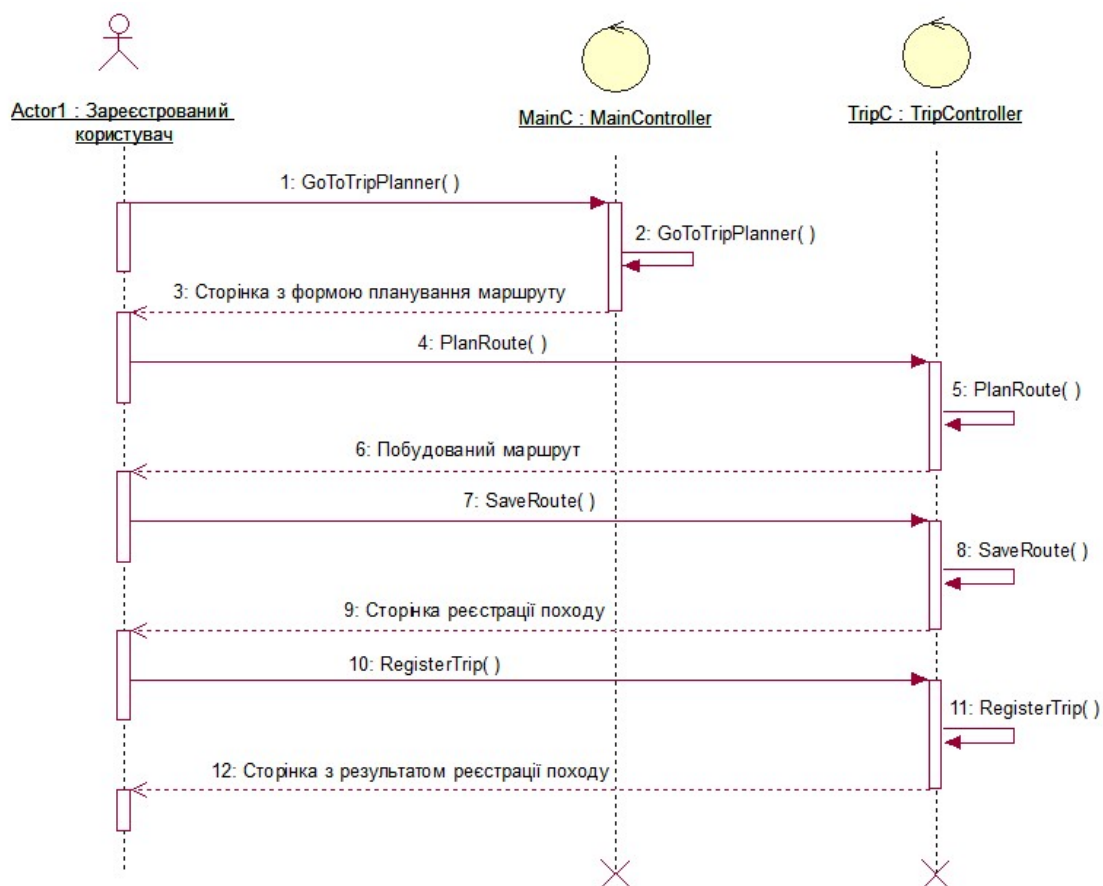 Actor1 : Зареєстрований
користувач
MainC : MainController
TripC : TripController
1: GoToTripPlanner( )
2: GoToTripPlanner( )
3: Сторінка з формою планування маршруту
4: PlanRoute( )
5: PlanRoute( )
6: Побудований маршрут
7: SaveRoute( )
8: SaveRoute( )
9: Сторінка реєстрації походу
10: RegisterTrip( )
11: RegisterTrip( )
12: Сторінка з результатом реєстрації походу